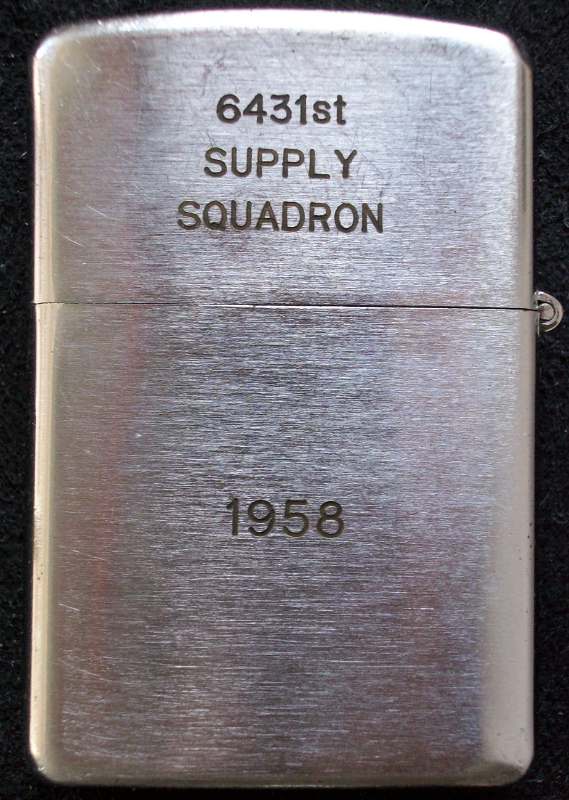 6431st
SUPPLY
SQUADRON
1958